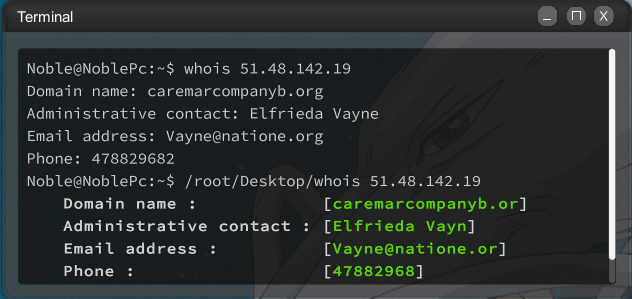 Terminal
Noble@NoblePc:~$ whois 51.48.142.19
Domain name: caremarcompanyb.org
Administrative contact: Elfrieda Vayne
Email address: Vayne@natione.org
Phone: 478829682
Noble@NoblePc:~$ /root/Desktop/whois 51.48.142.19
Domain name : [caremarcompanyb.or]
Administrative contact : [Elfrieda Vayn]
Email address : [Vayne@natione.or]
Phone : [47882968]